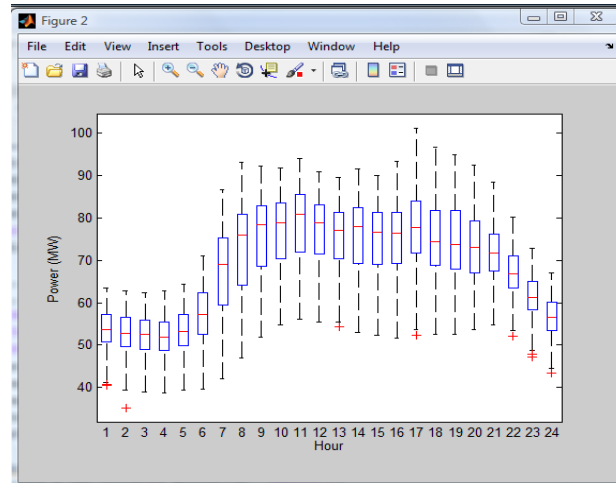 Figure 2
File Edit View Insert Tools Desktop Window Help
100
90
80
70
60
50
40
Power (MW)
1 2 3 4 5 6 7 8 9 10 11 12 13 14 15 16 17 18 19 20 21 22 23 24
Hour